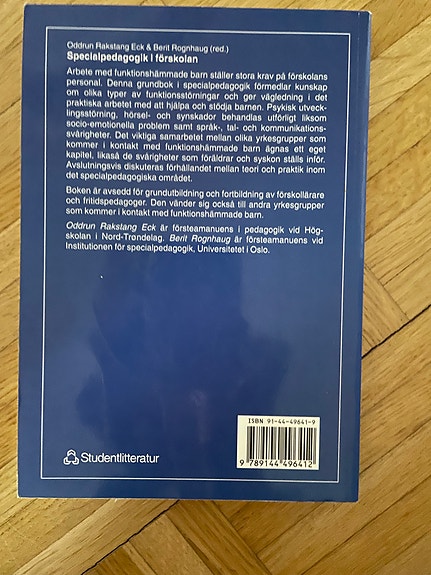 Oddrun Rakstang Eck & Berit Rognhaug (red.)
Specialpedagogik i förskolan
Arbete med funktionshämmade barn ställer stora krav på förskolans
personal. Denna grundbok i specialpedagogik förmedlar kunskap
om olika typer av funktionsstörningar och ger vägledning i det
praktiska arbetet med att hjälpa och stödja barnen. Psykisk utveck-
lingsstörning, hörsel- och synskador behandlas utförligt liksom
socio-emotionella problem samt språk-, tal- och kommunikations-
svårigheter. Det viktiga samarbetet mellan olika yrkesgrupper som
kommer i kontakt med funktionshämmade barn ägnas ett eget
kapitel, likaså de svårigheter som föräldrar och syskon ställs inför.
Avslutningsvis diskuteras förhållandet mellan teori och praktik inom
det specialpedagogiska området.
Boken är avsedd för grundutbildning och fortbildning av förskollärare
och fritidspedagoger. Den vänder sig också till andra yrkesgrupper
som kommer i kontakt med funktionshämmade barn.
Oddrun Rakstang Eck är försteamanuens i pedagogik vid Hög-
skolan i Nord-Trøndelag. Berit Rognhaug är försteamanuens vid
Institutionen för specialpedagogik, Universitetet i Oslo.
ISBN 91-44-49641-9
9 789144 496412
Studentlitteratur